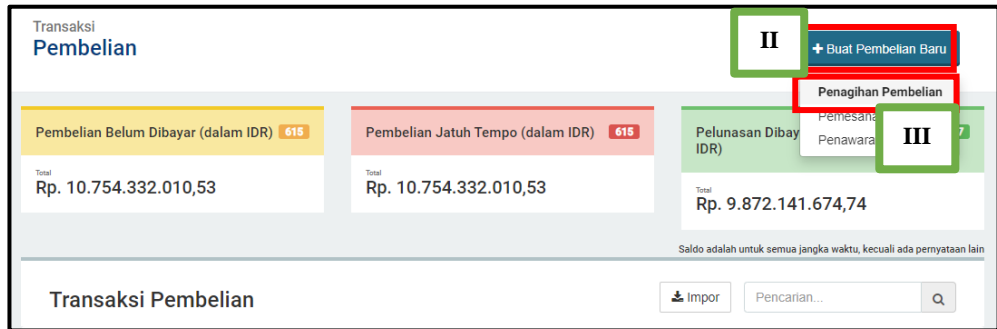 Transaksi
Pembelian
II
+ Buat Pembelian Baru
Penagihan Pembelian
III
Pembelian Belum Dibayar (dalam IDR) 615
Total
Rp. 10.754.332.010,53
Pembelian Jatuh Tempo (dalam IDR) 615
Total
Rp. 10.754.332.010,53
Pelunasan
IDR)
Total
Rp. 9.872.141.674,74
Saldo adalah untuk semua jangka waktu, kecuali ada pernyataan lain
Transaksi Pembelian
Impor
Pencarian...